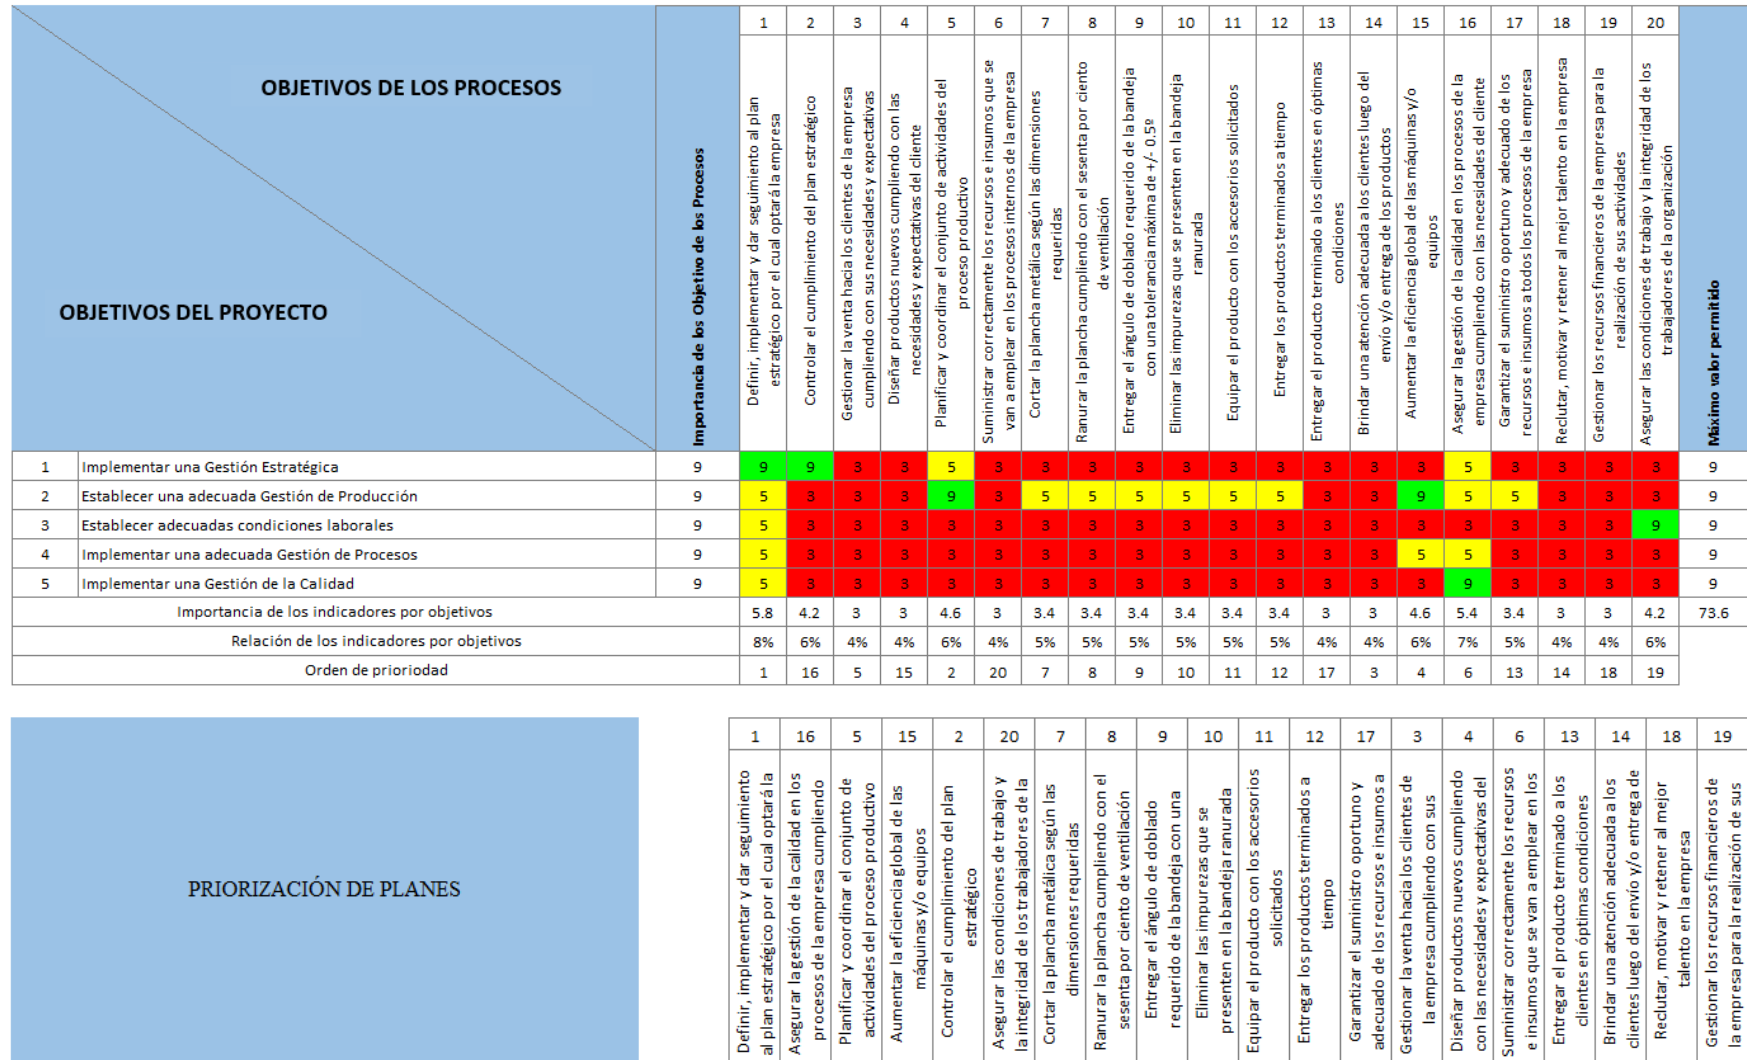 1 2 3 4 5 6 7 8 9 10 11 12 13 14 15 16 17 18 19 20
OBJETIVOS DE LOS PROCESOS
OBJETIVOS DEL PROYECTO
Importancia de los Objetivo de los Procesos
Definir, implementar y dar seguimiento al plan
estratégico por el cual optará la empresa
Controlar el cumplimiento del plan estratégico
Gestionar la venta hacia los clientes de la empresa
cumpliendo con sus necesidades y expectativas
Diseñar productos nuevos cumpliendo con las
necesidades y expectativas del cliente
Planificar y coordinar el conjunto de actividades del
proceso productivo
Suministrar correctamente los recursos e insumos que se
van a emplear en los procesos internos de la empresa
Cortar la plancha metálica según las dimensiones
requeridas
Ranurar la plancha cumpliendo con el sesenta por ciento
de ventilación
Entregar el ángulo de doblado requerido de la bandeja
con una tolerancia máxima de +/- 0.5º
Eliminar las impurezas que se presenten en la bandeja
ranurada
Equipar el producto con los accesorios solicitados
Entregar los productos terminados a tiempo
Entregar el producto terminado a los clientes en óptimas
condiciones
Brindar una atención adecuada a los clientes luego del
envío y/o entrega de los productos
Aumentar la eficiencia global de las máquinas y/o
equipos
Asegurar la gestión de la calidad en los procesos de la
empresa cumpliendo con las necesidades del cliente
Garantizar el suministro oportuno y adecuado de los
recursos e insumos a todos los procesos de la empresa
Reclutar, motivar y retener al mejor talento en la empresa
Gestionar los recursos financieros de la empresa para la
realización de sus actividades
Asegurar las condiciones de trabajo y la integridad de los
trabajadores de la organización
Máximo valor permitido
1 Implementar una Gestión Estratégica 9 9 9 3 3 5 3 3 3 3 3 3 3 3 3 3 5 3 3 3 3 9
2 Establecer una adecuada Gestión de Producción 9 5 3 3 3 9 3 5 5 5 5 5 5 3 3 9 5 5 3 3 3 9
3 Establecer adecuadas condiciones laborales 9 5 3 3 3 3 3 3 3 3 3 3 3 3 3 3 3 3 3 3 9 9
4 Implementar una adecuada Gestión de Procesos 9 5 3 3 3 3 3 3 3 3 3 3 3 3 3 5 5 3 3 3 3 9
5 Implementar una Gestión de la Calidad 9 5 3 3 3 3 3 3 3 3 3 3 3 3 3 3 9 3 3 3 3 9
Importancia de los indicadores por objetivos 5.8 4.2 3 3 4.6 3 3.4 3.4 3.4 3.4 3.4 3.4 3 3 4.6 5.4 3.4 3 3 4.2 73.6
Relación de los indicadores por objetivos 8% 6% 4% 4% 6% 4% 5% 5% 5% 5% 5% 5% 4% 4% 6% 7% 5% 4% 4% 6%
Orden de prioriodad 1 16 5 15 2 20 7 8 9 10 11 12 17 3 4 6 13 14 18 19
PRIORIZACIÓN DE PLANES
1 16 5 15 2 20 7 8 9 10 11 12 17 3 4 6 13 14 18 19
Definir, implementar y dar seguimiento
al plan estratégico por el cual optará la
Asegurar la gestión de la calidad en los
procesos de la empresa cumpliendo
Planificar y coordinar el conjunto de
actividades del proceso productivo
Aumentar la eficiencia global de las
máquinas y/o equipos
Controlar el cumplimiento del plan
estratégico
Asegurar las condiciones de trabajo y
la integridad de los trabajadores de la
Cortar la plancha metálica según las
dimensiones requeridas
Ranurar la plancha cumpliendo con el
sesenta por ciento de ventilación
Entregar el ángulo de doblado
requerido de la bandeja con una
Eliminar las impurezas que se
presenten en la bandeja ranurada
Equipar el producto con los accesorios
solicitados
Entregar los productos terminados a
tiempo
Garantizar el suministro oportuno y
adecuado de los recursos e insumos a
Gestionar la venta hacia los clientes de
la empresa cumpliendo con sus
Diseñar productos nuevos cumpliendo
con las necesidades y expectativas del
Suministrar correctamente los recursos
e insumos que se van a emplear en los
Entregar el producto terminado a los
clientes en óptimas condiciones
Brindar una atención adecuada a los
clientes luego del envío y/o entrega de
Reclutar, motivar y retener al mejor
talento en la empresa
Gestionar los recursos financieros de
la empresa para la realización de sus